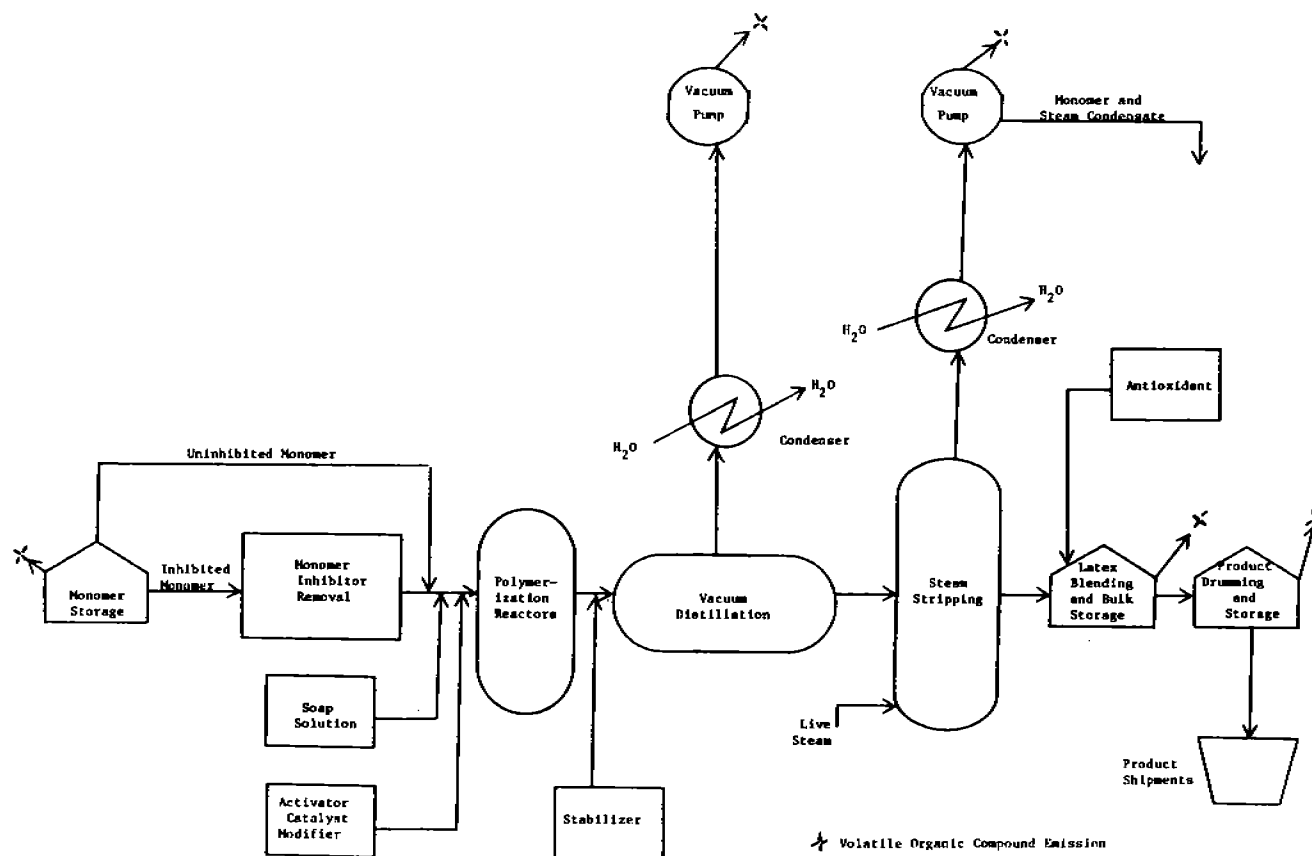 Vacuum
Pump
Vacuum
Pump
Monomer and
Steam Condensate
H2O
H2O
Condenser
H2O
H2O
Condenser
Antioxident
Uninhibited Monomer
Inhibited
Monomer
Monomer
Storage
Monomer
Inhibitor
Removal
Polymer-
ization
Reactors
Vacuum
Distillation
Steam
Stripping
Latex
Blending
and Bulk
Storage
Product
Drumming
and
Storage
Soap
Solution
Live
Steam
Product
Shipments
Activator
Catalyst
Modifier
Stabilizer
Volatile Organic Compound Emission